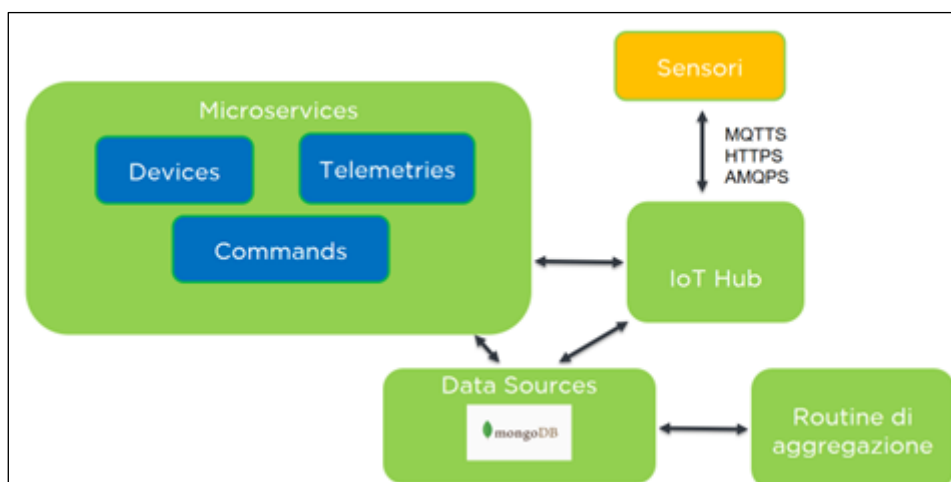 Sensori
Microservices
MQTTS
HTTPS
AMQPS
Devices
Telemetries
Commands
IoT Hub
Data Sources
mongoDB
Routine di
aggregazione